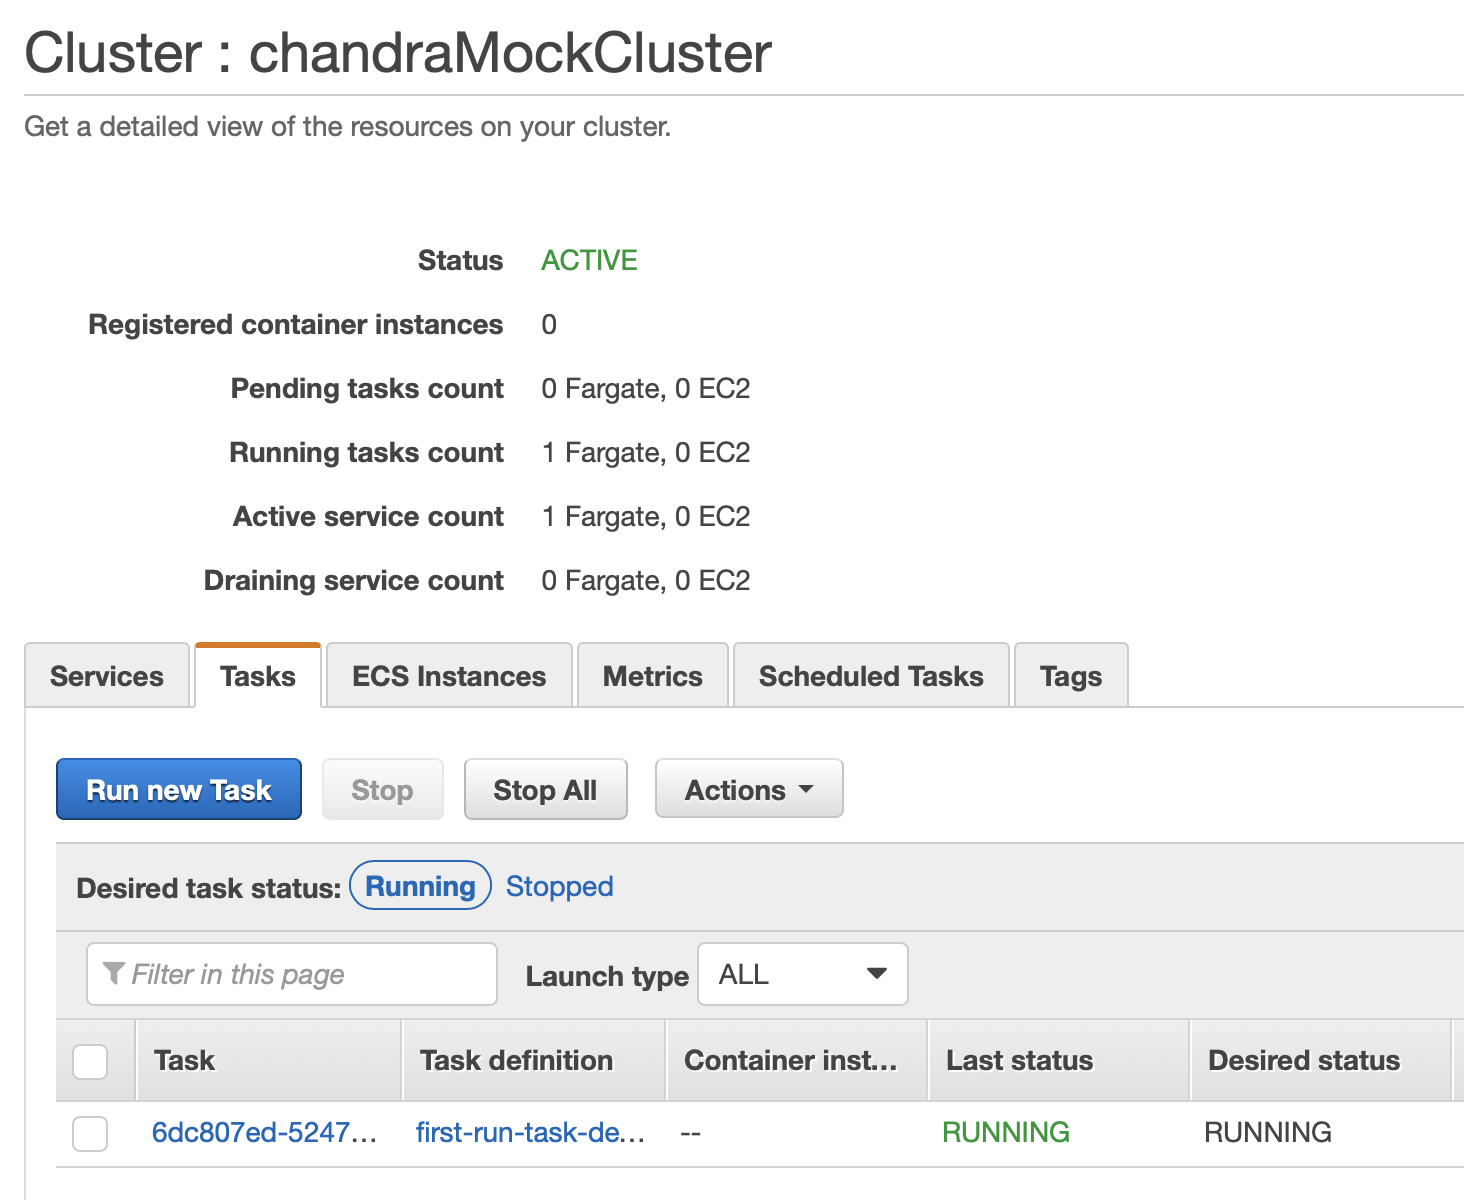 Cluster : chandraMockCluster
Get a detailed view of the resources on your cluster.
Status ACTIVE
Registered container instances 0
Pending tasks count 0 Fargate, 0 EC2
Running tasks count 1 Fargate, 0 EC2
Active service count 1 Fargate, 0 EC2
Draining service count 0 Fargate, 0 EC2
Services Tasks ECS Instances Metrics Scheduled Tasks Tags
Run new Task Stop Stop All Actions
Desired task status: Running Stopped
Filter in this page Launch type ALL
Task Task definition Container inst... Last status Desired status
6dc807ed-5247... first-run-task-de... -- RUNNING RUNNING